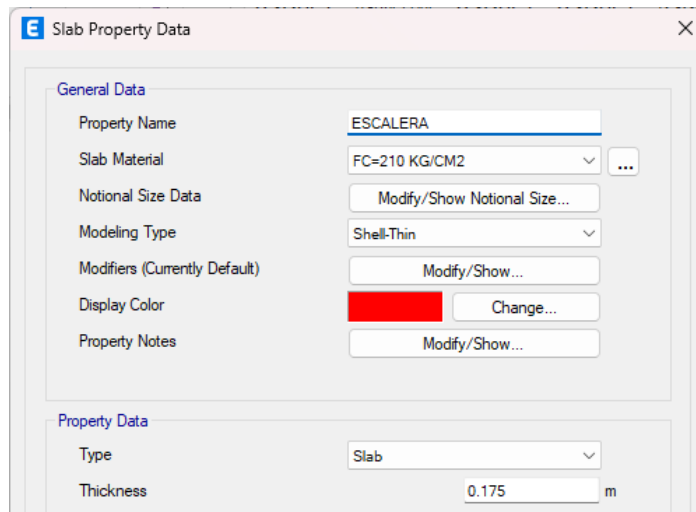 E Slab Property Data
General Data
Property Name ESCALERA
Slab Material FC=210 KG/CM2 ...
Notional Size Data Modify/Show Notional Size...
Modeling Type Shell-Thin
Modifiers (Currently Default) Modify/Show...
Display Color Change...
Property Notes Modify/Show...
Property Data
Type Slab
Thickness 0.175 m